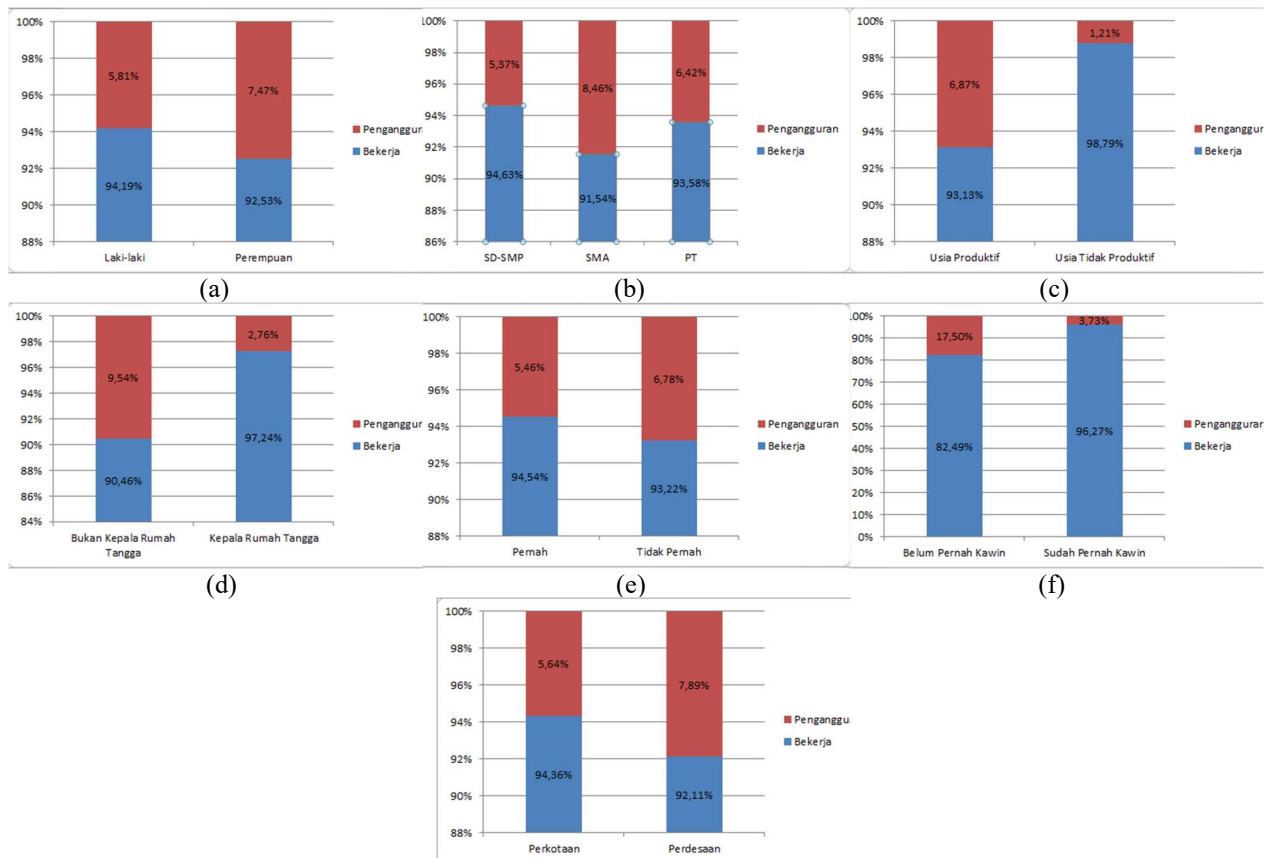 100%
98%
96%
94%
92%
90%
88%
5,81%
7,47%
94,19%
92,53%
Laki-laki
Perempuan
Pengangguran
Bekerja
(a)
100%
98%
96%
94%
92%
90%
88%
86%
5,37%
8,46%
6,42%
94,63%
91,54%
93,58%
SD-SMP
SMA
PT
Pengangguran
Bekerja
(b)
100%
98%
96%
94%
92%
90%
88%
6,87%
1,21%
93,13%
98,79%
Usia Produktif
Usia Tidak Produktif
Pengangguran
Bekerja
(c)
100%
98%
96%
94%
92%
90%
88%
86%
84%
9,54%
2,76%
90,46%
97,24%
Bukan Kepala Rumah
Tangga
Kepala Rumah Tangga
Pengangguran
Bekerja
(d)
100%
98%
96%
94%
92%
90%
88%
5,46%
6,78%
94,54%
93,22%
Pernah
Tidak Pernah
Pengangguran
Bekerja
(e)
100%
90%
80%
70%
60%
50%
40%
30%
20%
10%
0%
17,50%
3,73%
82,49%
96,27%
Belum Pernah Kawin
Sudah Pernah Kawin
Pengangguran
Bekerja
(f)
100%
98%
96%
94%
92%
90%
88%
5,64%
7,89%
94,36%
92,11%
Perkotaan
Perdesaan
Penganggur
Bekerja